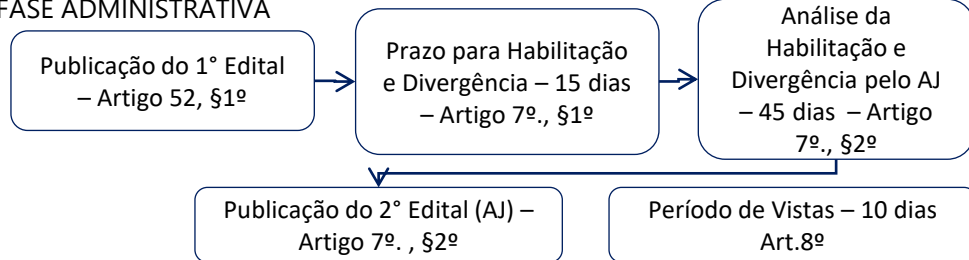 FASE ADMINISTRATIVA
Publicação do 1° Edital
– Artigo 52, §1º
Prazo para Habilitação
e Divergência – 15 dias
– Artigo 7º., §1º
Análise da
Habilitação e
Divergência pelo AJ
– 45 dias – Artigo
7º., §2º
Publicação do 2° Edital (AJ) –
Artigo 7º. , §2º
Período de Vistas – 10 dias
Art.8º